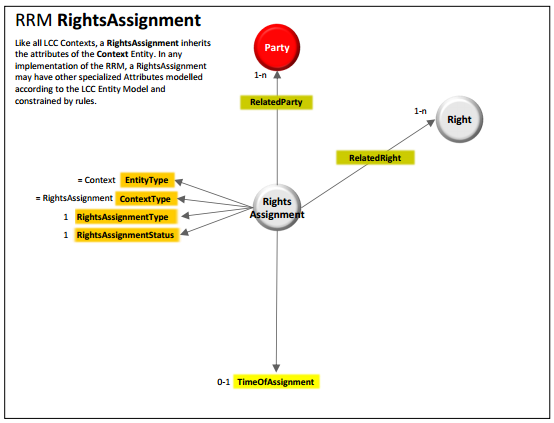 RRM RightsAssignment
Like all LCC Contexts, a RightsAssignment inherits
the attributes of the Context Entity. In any
implementation of the RRM, a RightsAssignment
may have other specialized Attributes modelled
according to the LCC Entity Model and
constrained by rules.
Party
1-n
RelatedParty
1-n
Right
RelatedRight
= Context EntityType
= RightsAssignment ContextType
1 RightsAssignmentType
1 RightsAssignmentStatus
Rights
Assignment
0-1 TimeOfAssignment